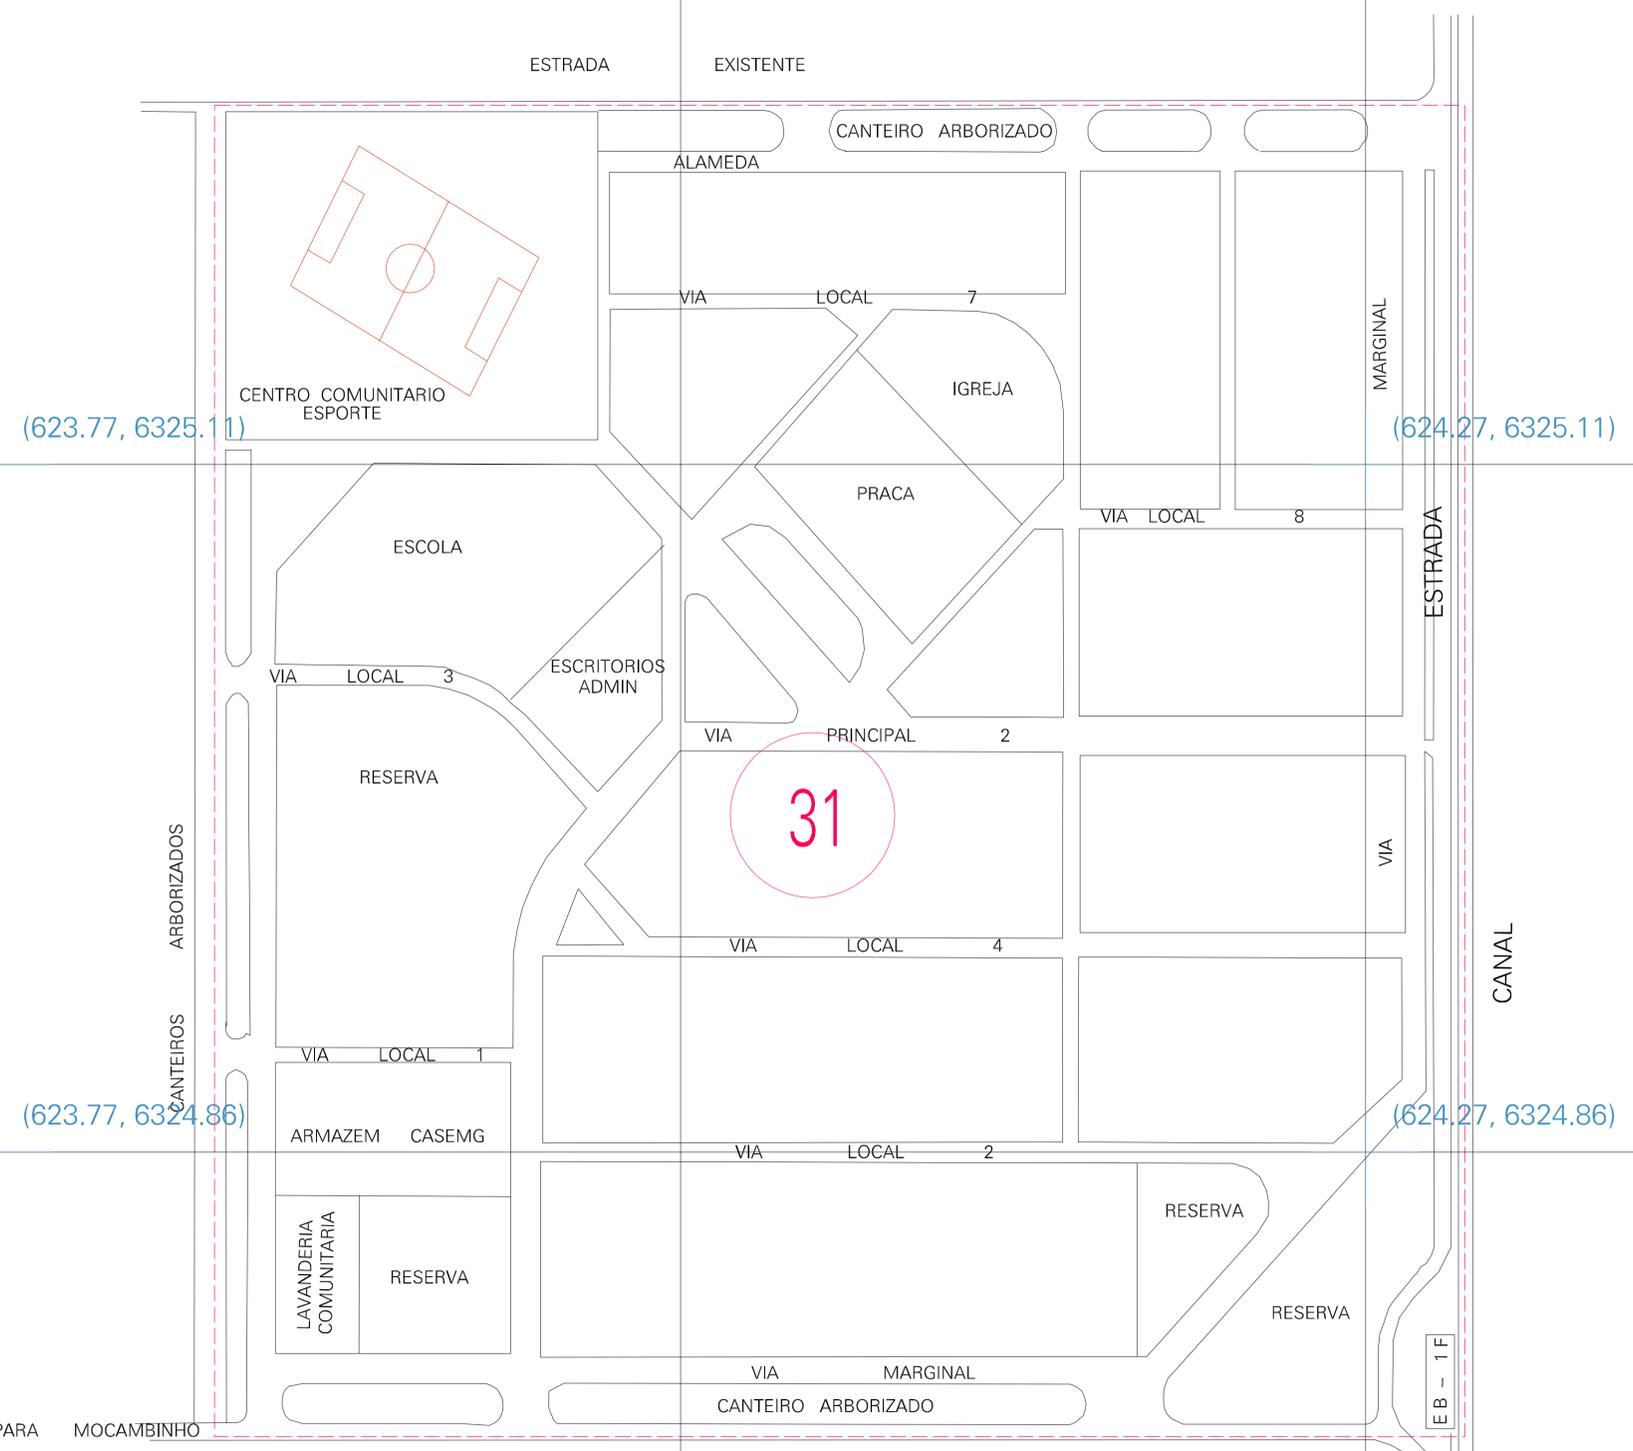 ESTRADA EXISTENTE
CANTEIRO ARBORIZADO
ALAMEDA
VIA LOCAL 7
MARGINAL
IGREJA
CENTRO COMUNITARIO
ESPORTE
(623.77, 6325.11)
(624.27, 6325.11)
PRACA
VIA LOCAL 8
ESCOLA
ESTRADA
ESCRITORIOS
ADMIN
VIA LOCAL 3
VIA PRINCIPAL 2
RESERVA
31
VIA
CANTEIROS ARBORIZADOS
VIA LOCAL 4
CANAL
VIA LOCAL 1
(623.77, 6324.86)
(624.27, 6324.86)
ARMAZEM CASEMG
VIA LOCAL 2
RESERVA
LAVANDERIA
COMUNITARIA
RESERVA
RESERVA
VIA MARGINAL
EB - 1F
CANTEIRO ARBORIZADO
PARA MOCAMBINHO